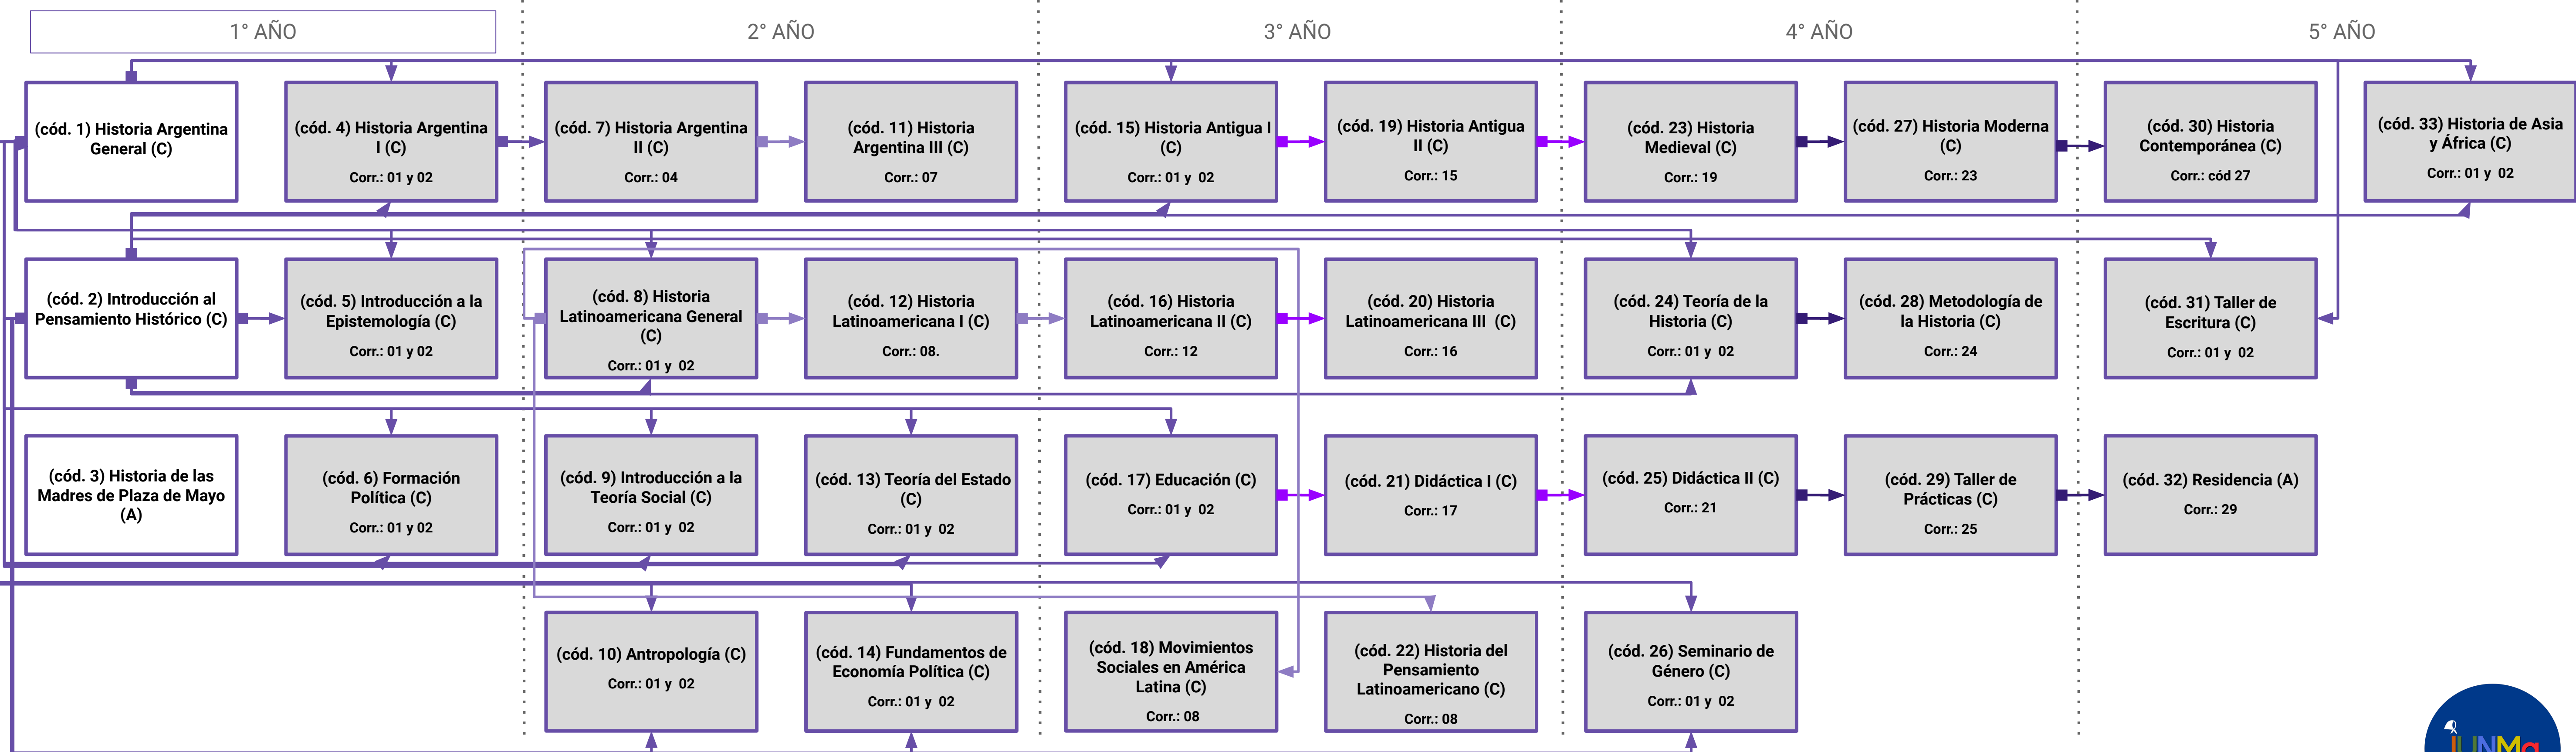 1° AÑO
2° AÑO
3° AÑO
4° AÑO
5° AÑO
(cód. 1) Historia Argentina
General (C)
(cód. 4) Historia Argentina
I (C)
Corr.: 01 y 02
(cód. 7) Historia Argentina
II (C)
Corr.: 04
(cód. 11) Historia
Argentina III (C)
Corr.: 07
(cód. 15) Historia Antigua I
(C)
Corr.: 01 y 02
(cód. 19) Historia Antigua
II (C)
Corr.: 15
(cód. 23) Historia
Medieval (C)
Corr.: 19
(cód. 27) Historia Moderna
(C)
Corr.: 23
(cód. 30) Historia
Contemporánea (C)
Corr.: cód 27
(cód. 33) Historia de Asia
y África (C)
Corr.: 01 y 02
(cód. 2) Introducción al
Pensamiento Histórico (C)
(cód. 5) Introducción a la
Epistemología (C)
Corr.: 01 y 02
(cód. 8) Historia
Latinoamericana General
(C)
Corr.: 01 y 02
(cód. 12) Historia
Latinoamericana I (C)
Corr.: 08.
(cód. 16) Historia
Latinoamericana II (C)
Corr.: 12
(cód. 20) Historia
Latinoamericana III (C)
Corr.: 16
(cód. 24) Teoría de la
Historia (C)
Corr.: 01 y 02
(cód. 28) Metodología de
la Historia (C)
Corr.: 24
(cód. 31) Taller de
Escritura (C)
Corr.: 01 y 02
(cód. 3) Historia de las
Madres de Plaza de Mayo
(A)
(cód. 6) Formación
Política (C)
Corr.: 01 y 02
(cód. 9) Introducción a la
Teoría Social (C)
Corr.: 01 y 02
(cód. 13) Teoría del Estado
(C)
Corr.: 01 y 02
(cód. 17) Educación (C)
Corr.: 01 y 02
(cód. 21) Didáctica I (C)
Corr.: 17
(cód. 25) Didáctica II (C)
Corr.: 21
(cód. 29) Taller de
Prácticas (C)
Corr.: 25
(cód. 32) Residencia (A)
Corr.: 29
(cód. 10) Antropología (C)
Corr.: 01 y 02
(cód. 14) Fundamentos de
Economía Política (C)
Corr.: 01 y 02
(cód. 18) Movimientos
Sociales en América
Latina (C)
Corr.: 08
(cód. 22) Historia del
Pensamiento
Latinoamericano (C)
Corr.: 08
(cód. 26) Seminario de
Género (C)
Corr.: 01 y 02